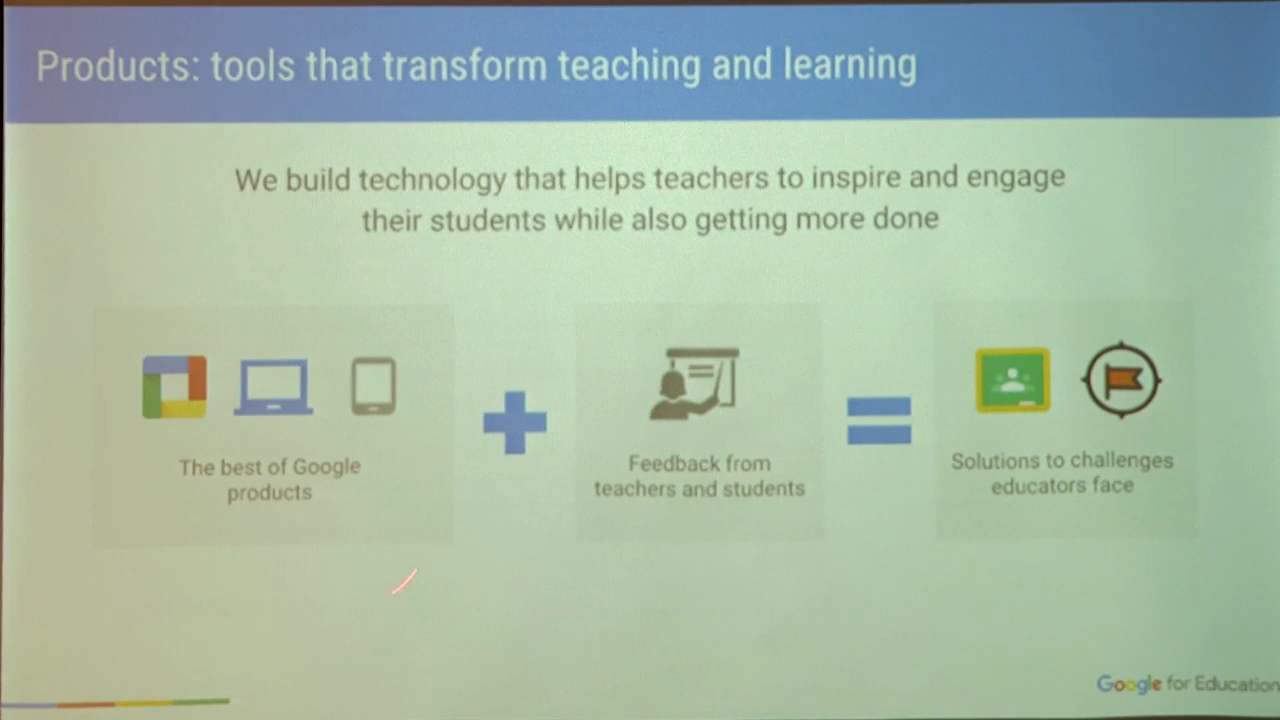 Products: tools that transform teaching and learning
We build technology that helps teachers to inspire and engage
their students while also getting more done
The best of Google
products
Feedback from
teachers and students
Solutions to challenges
educators face
Google for Education